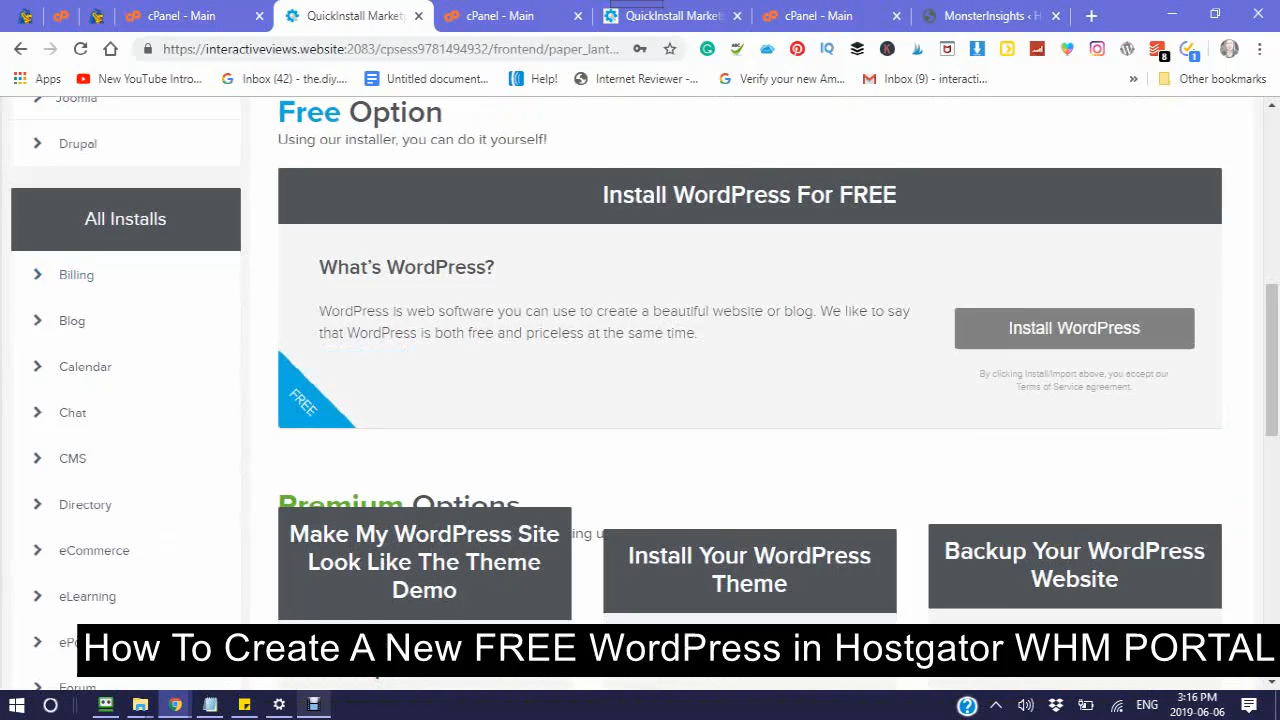 cPanel - Main
QuickInstall Marketp
cPanel - Main
QuickInstall Marketp
cPanel - Main
MonsterInsights ‹ H
https://interactiveviews.website:2083/cpsess9781494932/frontend/paper_lant...
8
1
Apps
New YouTube Intro...
Inbox (42) - the.diy....
Untitled document...
Help!
Internet Reviewer -...
Verify your new Am...
Inbox (9) - interacti...
»
Other bookmarks
Joomla
Drupal
All Installs
Billing
Blog
Calendar
Chat
CMS
Directory
eCommerce
eLearning
Forum
Free Option
Using our installer, you can do it yourself!
Install WordPress For FREE
What's WordPress?
WordPress is web software you can use to create a beautiful website or blog. We like to say
that WordPress is both free and priceless at the same time.
Install WordPress
By clicking Install/Import above, you accept our
Terms of Service agreement.
FREE
Premium Options
Make My WordPress Site
Look Like The Theme
Demo
Install Your WordPress
Theme
Backup Your WordPress
Website
How To Create A New FREE WordPress in Hostgator WHM PORTAL
ENG
3:16 PM
2019-06-06